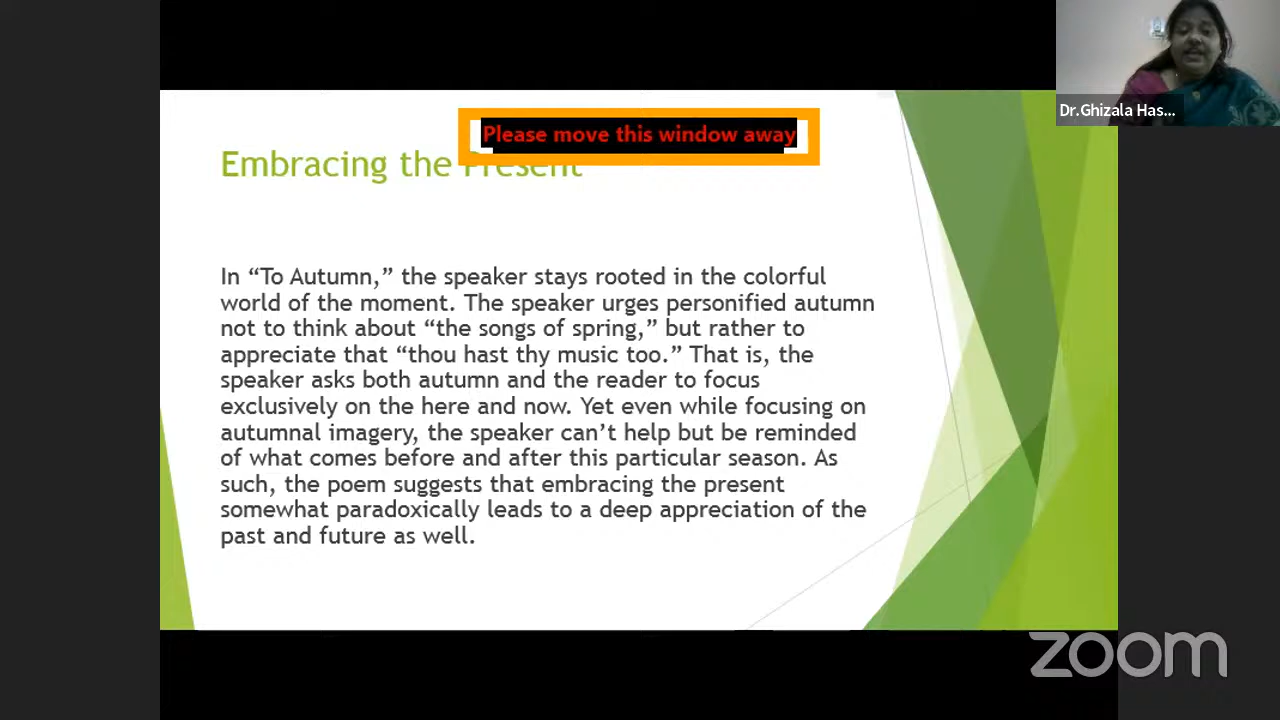 Please move this window away
Dr.Ghizala Has...
Embracing the Present
In “To Autumn,” the speaker stays rooted in the colorful
world of the moment. The speaker urges personified autumn
not to think about “the songs of spring,” but rather to
appreciate that “thou hast thy music too.” That is, the
speaker asks both autumn and the reader to focus
exclusively on the here and now. Yet even while focusing on
autumnal imagery, the speaker can’t help but be reminded
of what comes before and after this particular season. As
such, the poem suggests that embracing the present
somewhat paradoxically leads to a deep appreciation of the
past and future as well.
zoom